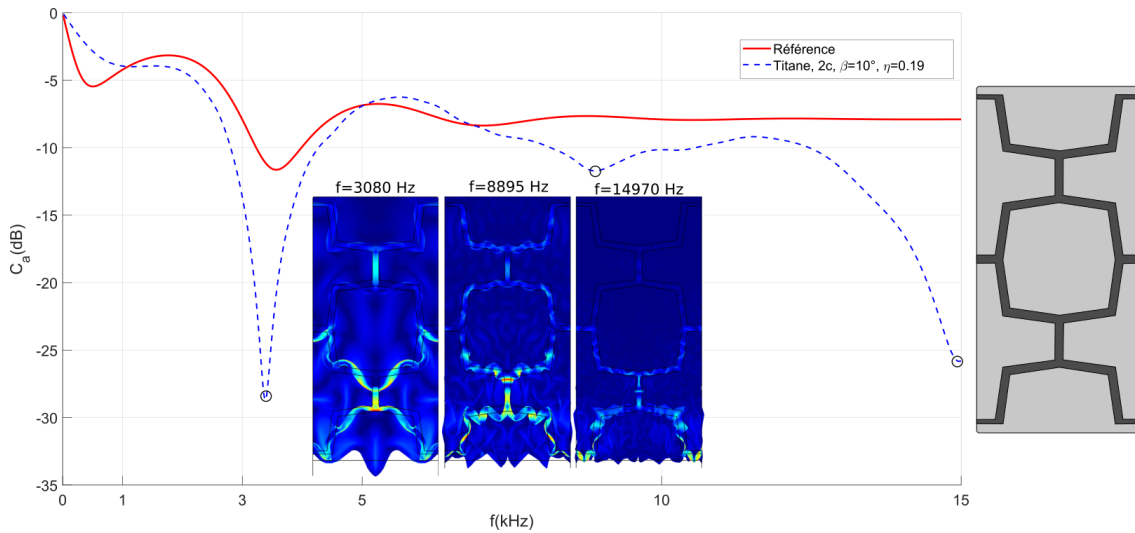 0
-5
-10
-15
-20
-25
-30
-35
C_a(dB)
Référence
Titane, 2c, β=10°, η=0.19
f=3080 Hz
f=8895 Hz
f=14970 Hz
0
1
3
5
10
15
f(kHz)